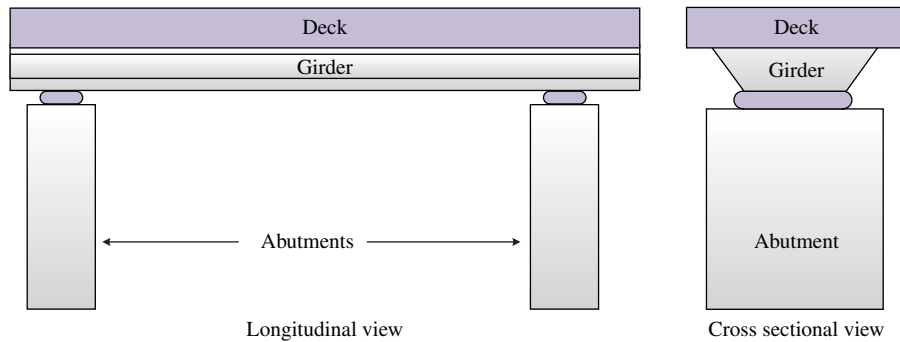 Deck
Girder
Abutments
Longitudinal view
Deck
Girder
Abutment
Cross sectional view